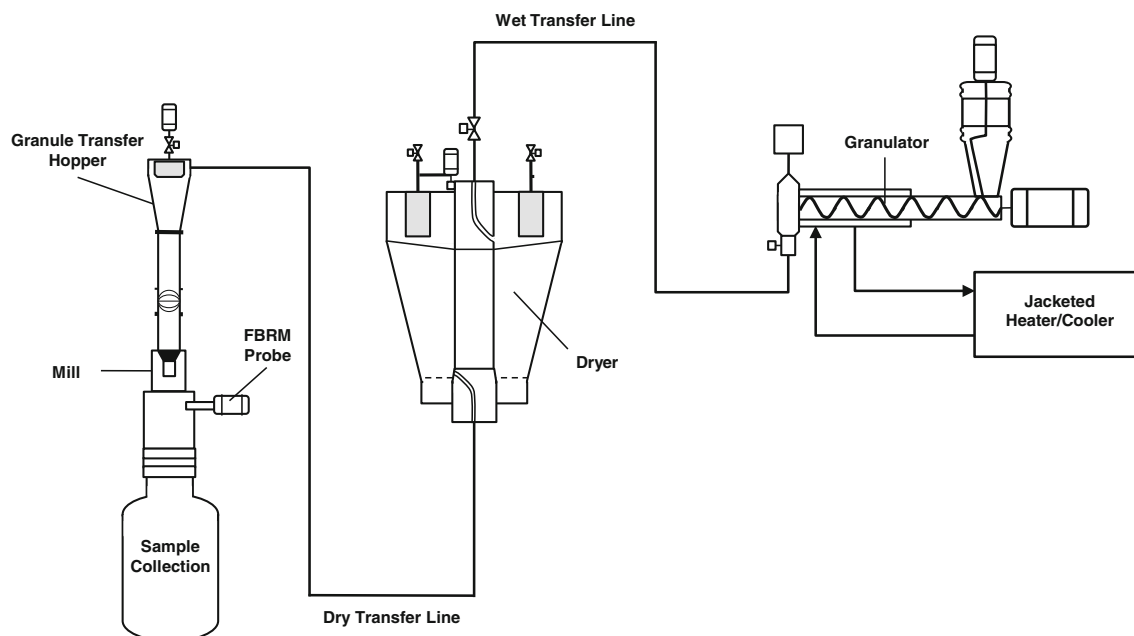 Wet Transfer Line
Granule Transfer
Hopper
Granulator
FBRM
Probe
Mill
Dryer
Jacketed
Heater/Cooler
Sample
Collection
Dry Transfer Line